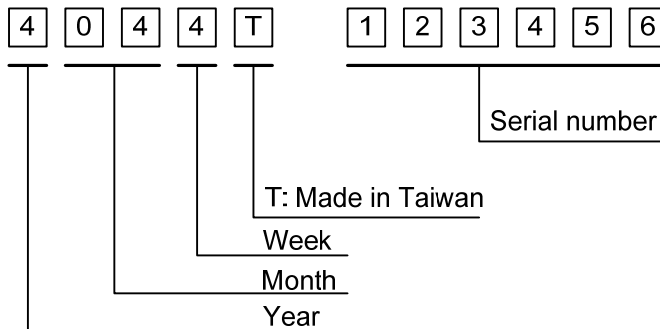 4 0 4 4 T 1 2 3 4 5 6
Serial number
T: Made in Taiwan
Week
Month
Year